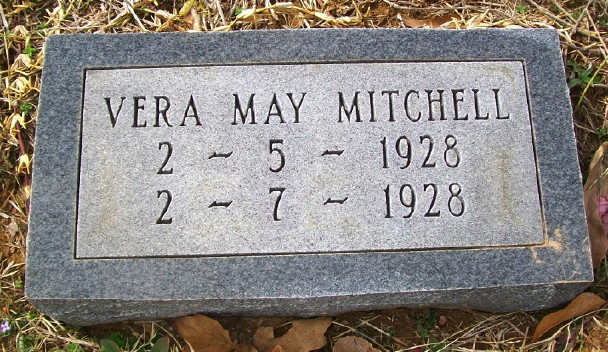 VERA MAY MITCHELL
2 ~ 5 ~ 1928
2 ~ 7 ~ 1928